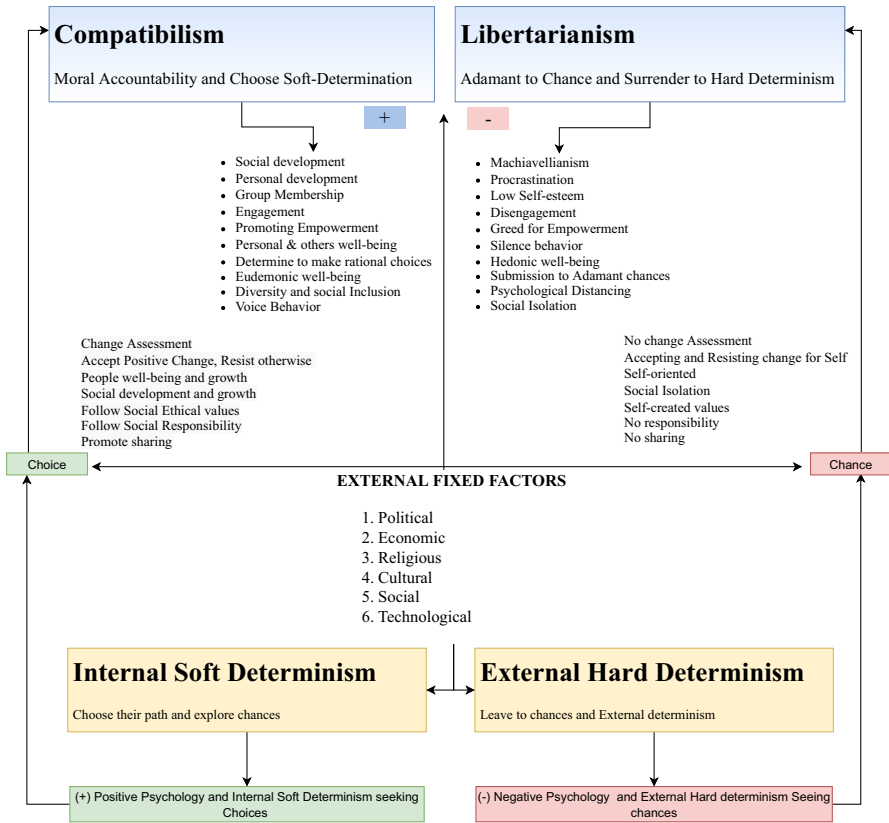 Compatibilism
Moral Accountability and Choose Soft-Determination
Libertarianism
Adamant to Chance and Surrender to Hard Determinism
+
-
Social development
Personal development
Group Membership
Engagement
Promoting Empowerment
Personal & others well-being
Determine to make rational choices
Eudemonic well-being
Diversity and social Inclusion
Voice Behavior
Machiavellianism
Procrastination
Low Self-esteem
Disengagement
Greed for Empowerment
Silence behavior
Hedonic well-being
Submission to Adamant chances
Psychological Distancing
Social Isolation
Change Assessment
Accept Positive Change, Resist otherwise
People well-being and growth
Social development and growth
Follow Social Ethical values
Follow Social Responsibility
Promote sharing
No change Assessment
Accepting and Resisting change for Self
Self-oriented
Social Isolation
Self-created values
No responsibility
No sharing
Choice
Chance
EXTERNAL FIXED FACTORS
1. Political
2. Economic
3. Religious
4. Cultural
5. Social
6. Technological
Internal Soft Determinism
Choose their path and explore chances
External Hard Determinism
Leave to chances and External determinism
(+) Positive Psychology and Internal Soft Determinism seeking
Choices
(-) Negative Psychology and External Hard determinism Seeing
chances